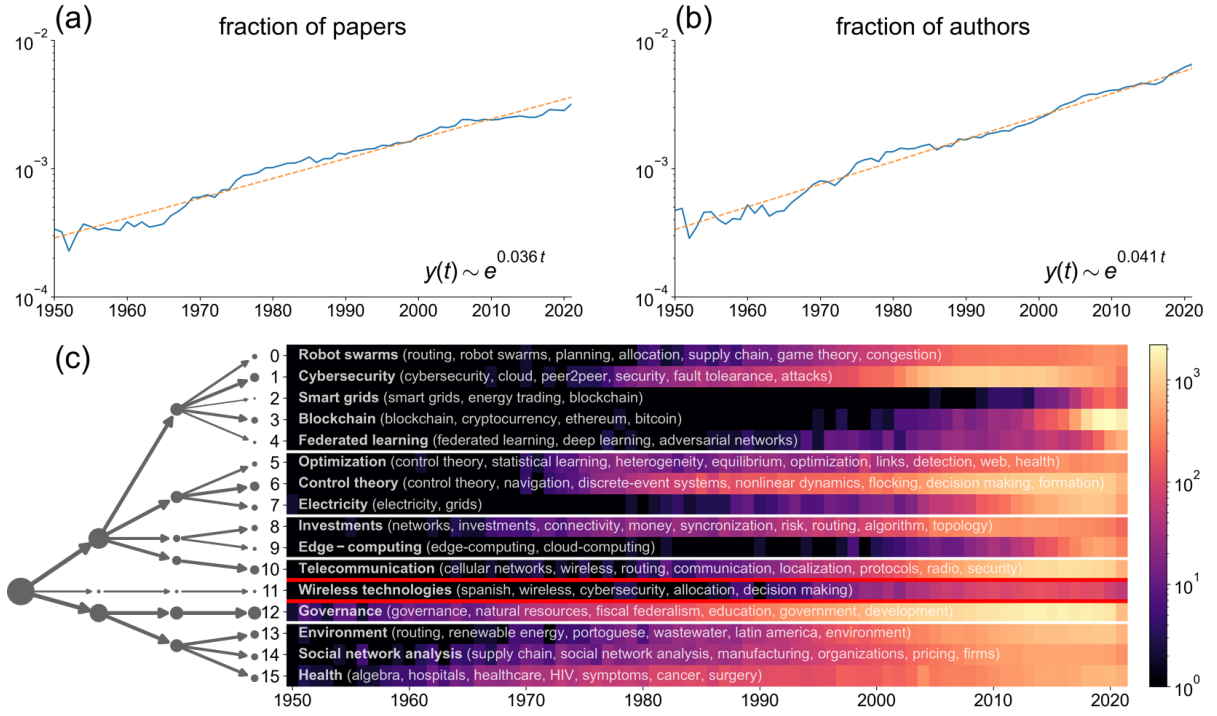 (a)
fraction of papers
10^-2
10^-3
10^-4
y(t) ~ e^0.036 t
1950 1960 1970 1980 1990 2000 2010 2020
(b)
fraction of authors
10^-2
10^-3
10^-4
y(t) ~ e^0.041 t
1950 1960 1970 1980 1990 2000 2010 2020
(c)
0 Robot swarms (routing, robot swarms, planning, allocation, supply chain, game theory, congestion)
1 Cybersecurity (cybersecurity, cloud, peer2peer, security, fault tolearance, attacks)
2 Smart grids (smart grids, energy trading, blockchain)
3 Blockchain (blockchain, cryptocurrency, ethereum, bitcoin)
4 Federated learning (federated learning, deep learning, adversarial networks)
5 Optimization (control theory, statistical learning, heterogeneity, equilibrium, optimization, links, detection, web, health)
6 Control theory (control theory, navigation, discrete-event systems, nonlinear dynamics, flocking, decision making, formation)
7 Electricity (electricity, grids)
8 Investments (networks, investments, connectivity, money, syncronization, risk, routing, algorithm, topology)
9 Edge−computing (edge-computing, cloud-computing)
10 Telecommunication (cellular networks, wireless, routing, communication, localization, protocols, radio, security)
11 Wireless technologies (spanish, wireless, cybersecurity, allocation, decision making)
12 Governance (governance, natural resources, fiscal federalism, education, government, development)
13 Environment (routing, renewable energy, portoguese, wastewater, latin america, environment)
14 Social network analysis (supply chain, social network analysis, manufacturing, organizations, pricing, firms)
15 Health (algebra, hospitals, healthcare, HIV, symptoms, cancer, surgery)
1950 1960 1970 1980 1990 2000 2010 2020
10^3
10^2
10^1
10^0